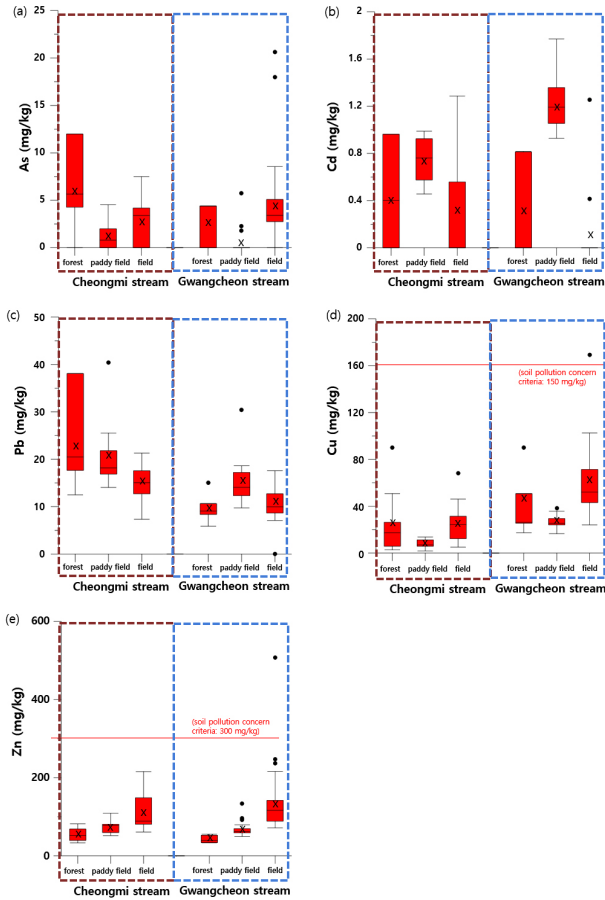 (a)
25
20
15
10
5
0
As (mg/kg)
forest paddy field field forest paddy field field
Cheongmi stream Gwangcheon stream
(b)
2
1.6
1.2
0.8
0.4
0
Cd (mg/kg)
forest paddy field field forest paddy field field
Cheongmi stream Gwangcheon stream
(c)
50
40
30
20
10
0
Pb (mg/kg)
forest paddy field field forest paddy field field
Cheongmi stream Gwangcheon stream
(d)
200
160
120
80
40
0
Cu (mg/kg)
(soil pollution concern
criteria: 150 mg/kg)
forest paddy field field forest paddy field field
Cheongmi stream Gwangcheon stream
(e)
600
400
200
0
Zn (mg/kg)
(soil pollution concern
criteria: 300 mg/kg)
forest paddy field field forest paddy field field
Cheongmi stream Gwangcheon stream